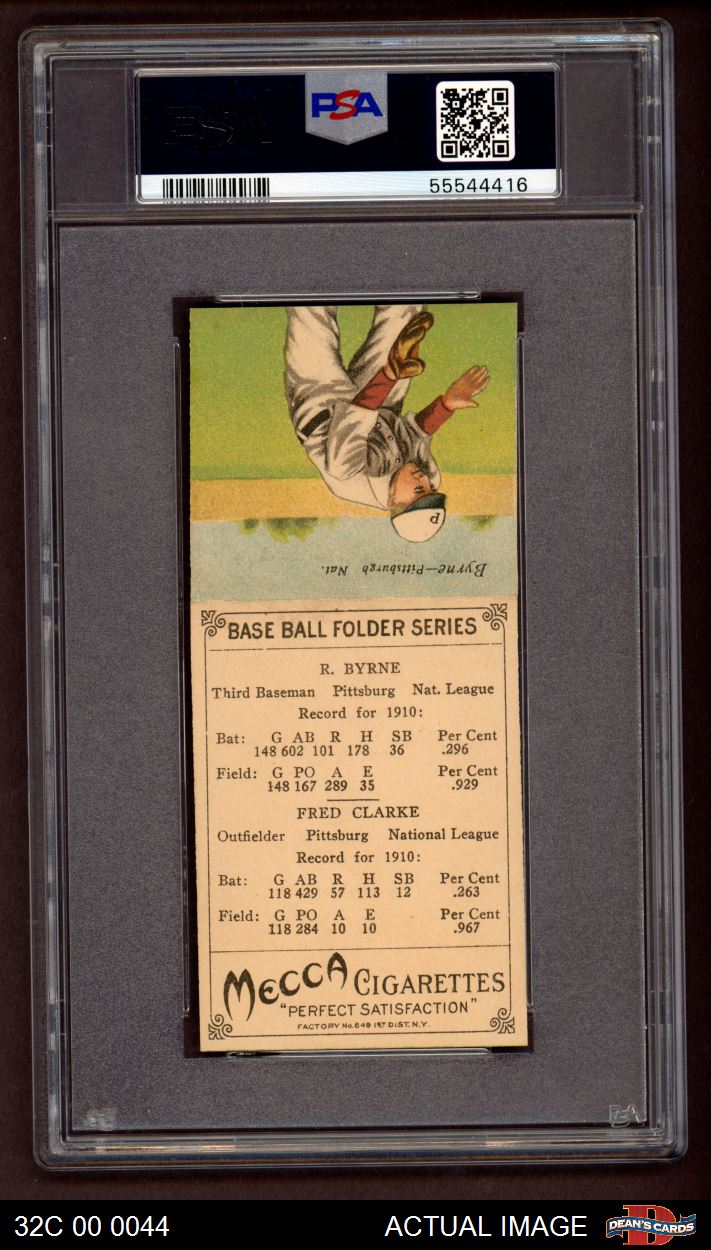 PSA
55544416
P
Byrne—Pittsburgh Nat.
BASE BALL FOLDER SERIES
R. BYRNE
Third Baseman Pittsburg Nat. League
Record for 1910:
Bat: G AB R H SB Per Cent
148 602 101 178 36 .296
Field: G PO A E Per Cent
148 167 289 35 .929
FRED CLARKE
Outfielder Pittsburg National League
Record for 1910:
Bat: G AB R H SB Per Cent
118 429 57 113 12 .263
Field: G PO A E Per Cent
118 284 10 10 .967
MECCA CIGARETTES
"PERFECT SATISFACTION"
FACTORY No. 649 1ST DIST. N.Y.
PSA
32C 00 0044 ACTUAL IMAGE DEAN'S CARDS